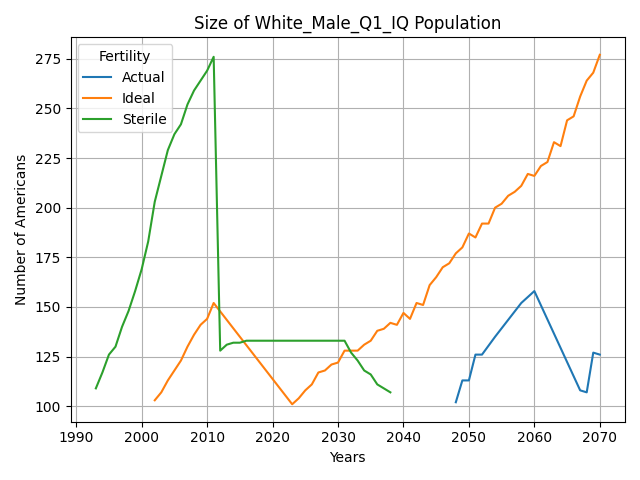 Size of White_Male_Q1_IQ Population
Fertility
Actual
Ideal
Sterile
Number of Americans
275
250
225
200
175
150
125
100
1990 2000 2010 2020 2030 2040 2050 2060 2070
Years